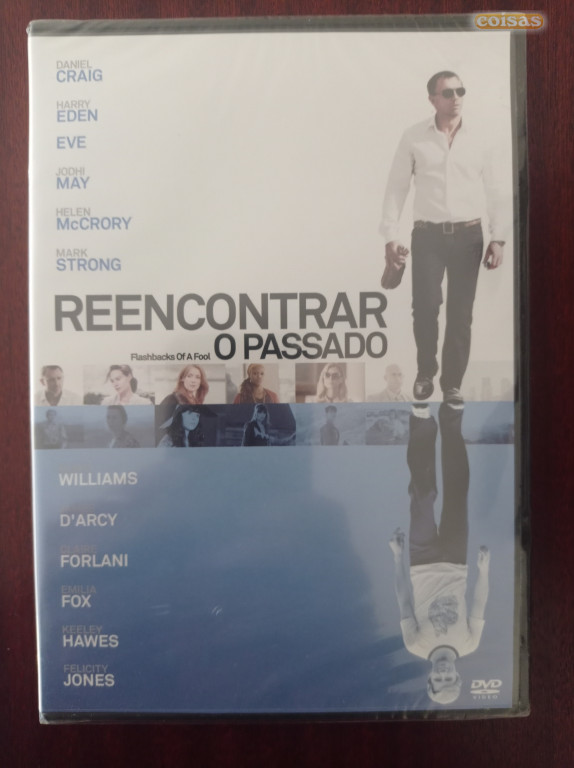 coisas
DANIEL
CRAIG
HARRY
EDEN
EVE
JODHI
MAY
HELEN
McCRORY
MARK
STRONG
REENCONTRAR
Flashbacks Of A Fool O PASSADO
WILLIAMS
D'ARCY
FORLANI
EMILIA
FOX
KEELEY
HAWES
FELICITY
JONES
DVD
VIDEO